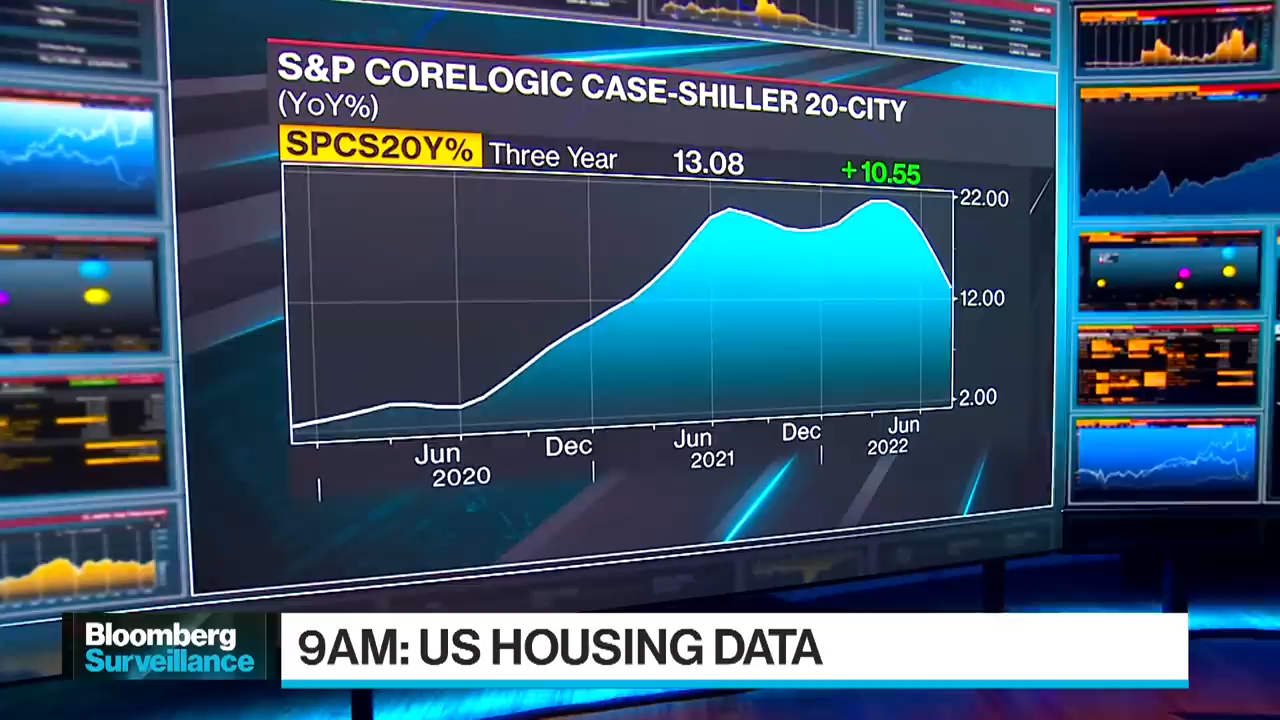 S&P CORELOGIC CASE-SHILLER 20-CITY
(YoY%)
SPCS20Y% Three Year 13.08 +10.55
22.00
12.00
2.00
Jun Dec Jun Dec Jun
2020 2021 2022
Bloomberg
Surveillance
9AM: US HOUSING DATA